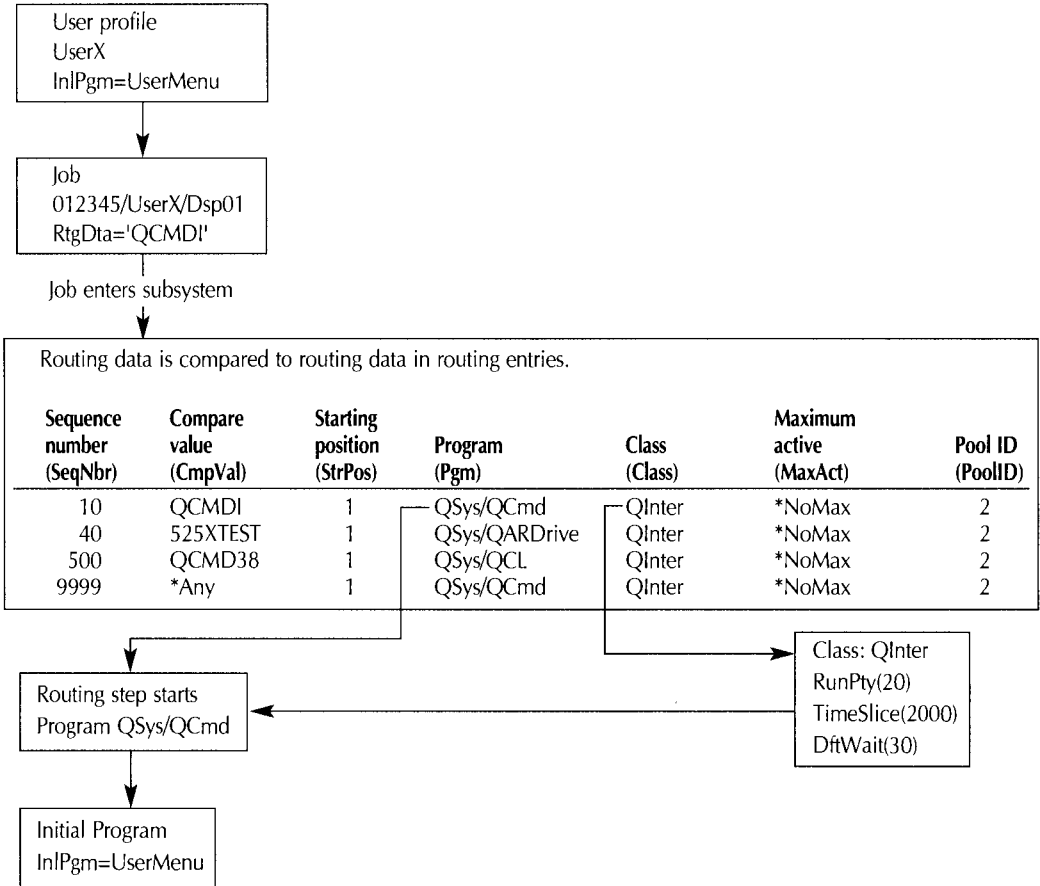 User profile
UserX
InlPgm=UserMenu
Job
012345/UserX/Dsp01
RtgDta='QCMDI'
Job enters subsystem
Routing data is compared to routing data in routing entries.
Sequence number (SeqNbr) Compare value (CmpVal) Starting position (StrPos) Program (Pgm) Class (Class) Maximum active (MaxAct) Pool ID (PoolID)
10 QCMDI 1 QSys/QCmd QInter *NoMax 2
40 525XTEST 1 QSys/QARDrive QInter *NoMax 2
500 QCMD38 1 QSys/QCL QInter *NoMax 2
9999 *Any 1 QSys/QCmd QInter *NoMax 2
Class: QInter
RunPty(20)
TimeSlice(2000)
DftWait(30)
Routing step starts
Program QSys/QCmd
Initial Program
InlPgm=UserMenu